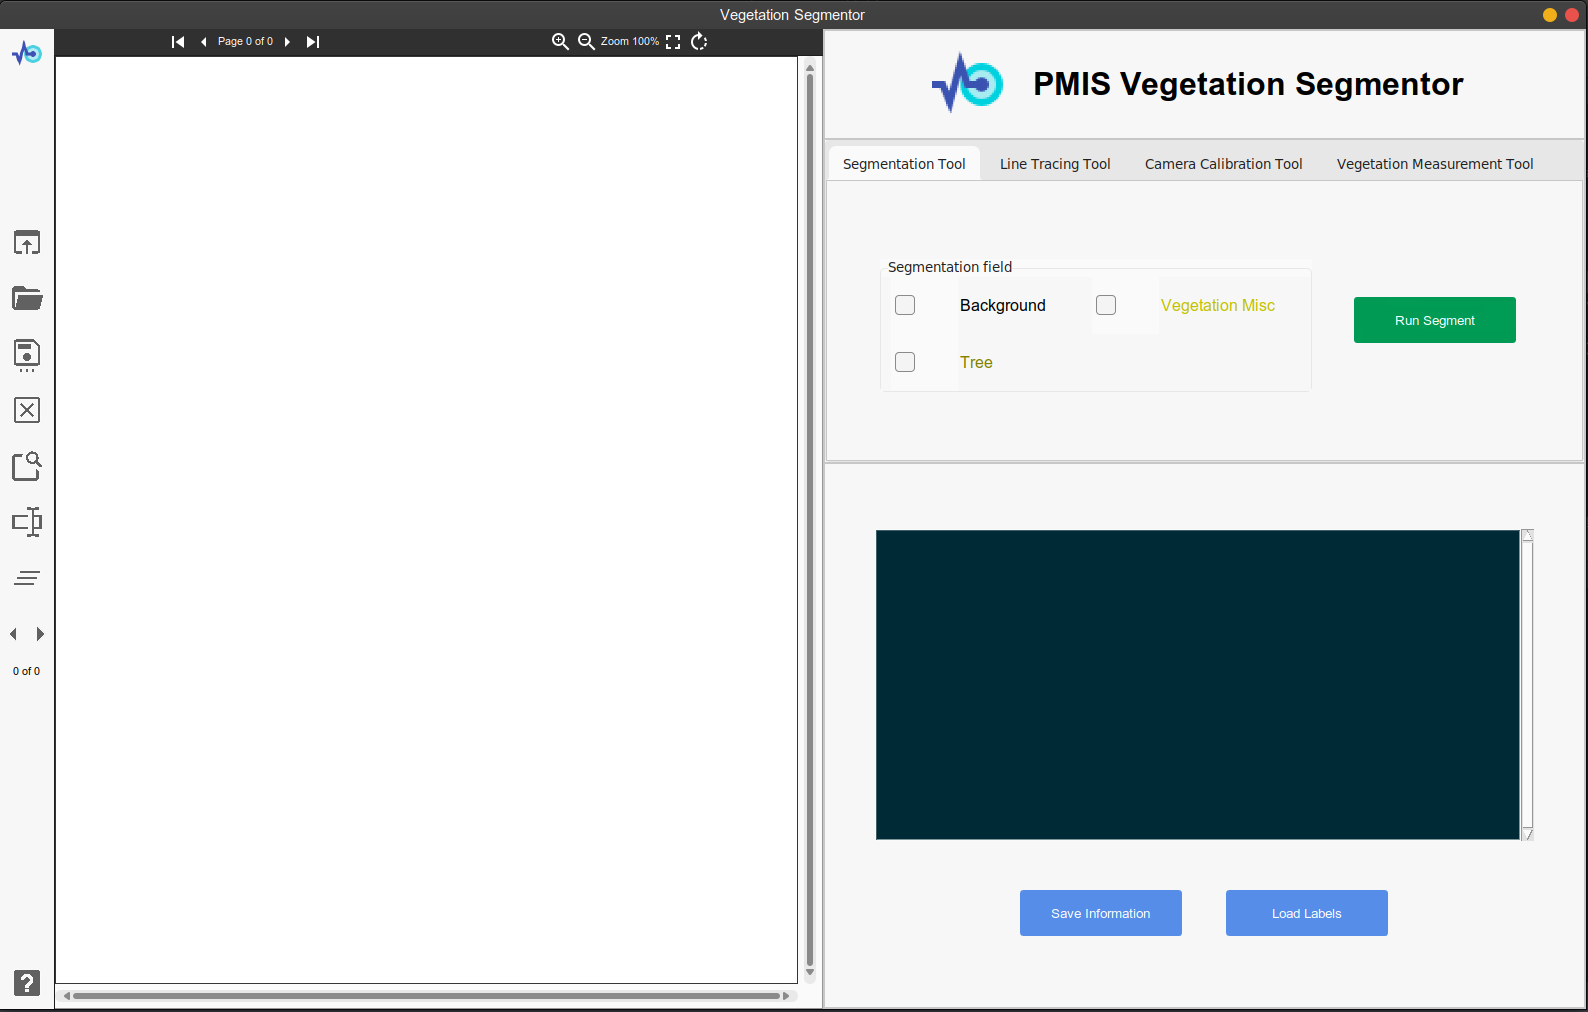 Vegetation Segmentor
Page 0 of 0
Zoom 100%
PMIS Vegetation Segmentor
Segmentation Tool
Line Tracing Tool
Camera Calibration Tool
Vegetation Measurement Tool
Segmentation field
Background
Vegetation Misc
Tree
Run Segment
0 of 0
Save Information
Load Labels
?